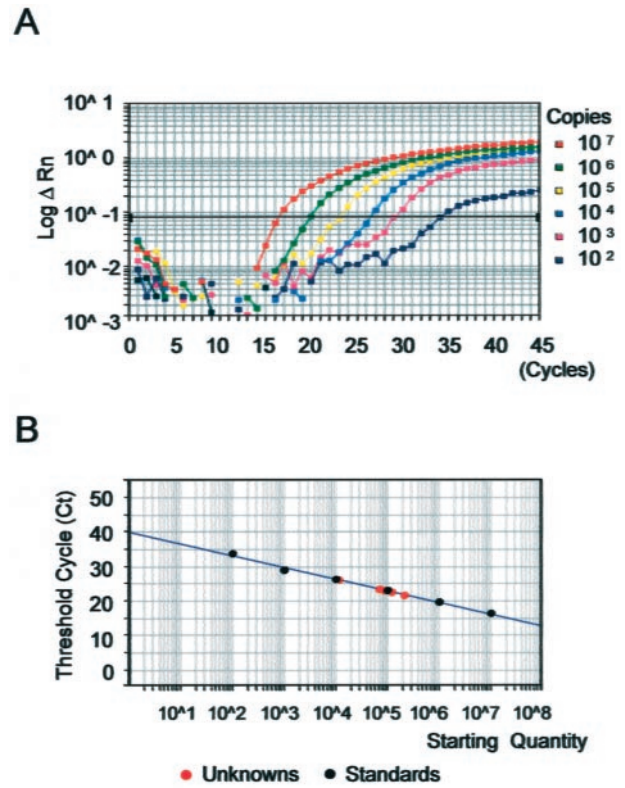 A
Log Δ Rn
10^ 1
10^ 0
10^ -1
10^ -2
10^ -3
0 5 10 15 20 25 30 35 40 45
(Cycles)
Copies
10 7
10 6
10 5
10 4
10 3
10 2
B
Threshold Cycle (Ct)
50
40
30
20
10
0
10^1 10^2 10^3 10^4 10^5 10^6 10^7 10^8
Starting Quantity
Unknowns Standards